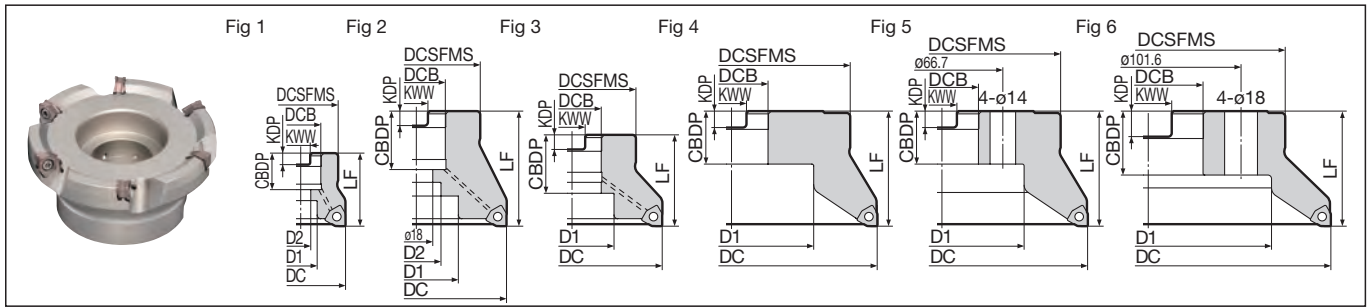 Fig 1
DCSFMS
DCB
KWW
KDP
CBDP
LF
D2
D1
DC
Fig 2
DCSFMS
DCB
KWW
KDP
CBDP
LF
ø18
D2
D1
DC
Fig 3
DCSFMS
DCB
KWW
KDP
CBDP
LF
D1
DC
Fig 4
DCSFMS
DCB
KWW
KDP
CBDP
LF
D1
DC
Fig 5
DCSFMS
ø66.7
DCB
KWW
4-ø14
KDP
CBDP
LF
D1
DC
Fig 6
DCSFMS
ø101.6
DCB
KWW
4-ø18
KDP
CBDP
LF
D1
DC